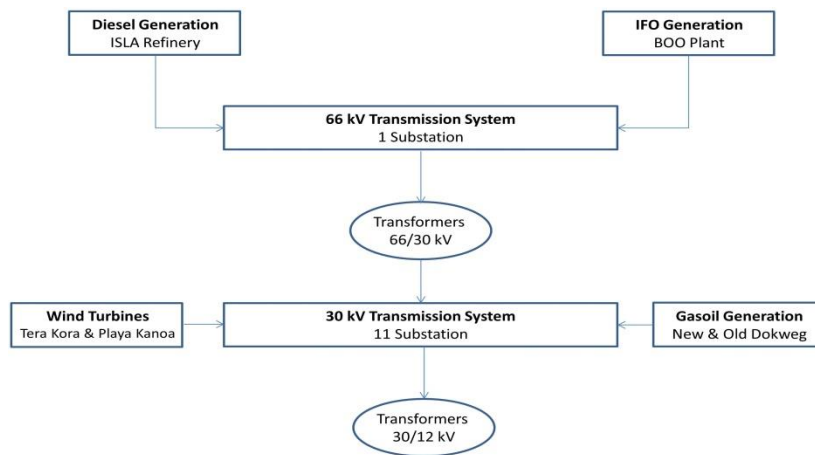 Diesel Generation
ISLA Refinery
IFO Generation
BOO Plant
66 kV Transmission System
1 Substation
Transformers
66/30 kV
Wind Turbines
Tera Kora & Playa Kanoa
30 kV Transmission System
11 Substation
Gasoil Generation
New & Old Dokweg
Transformers
30/12 kV